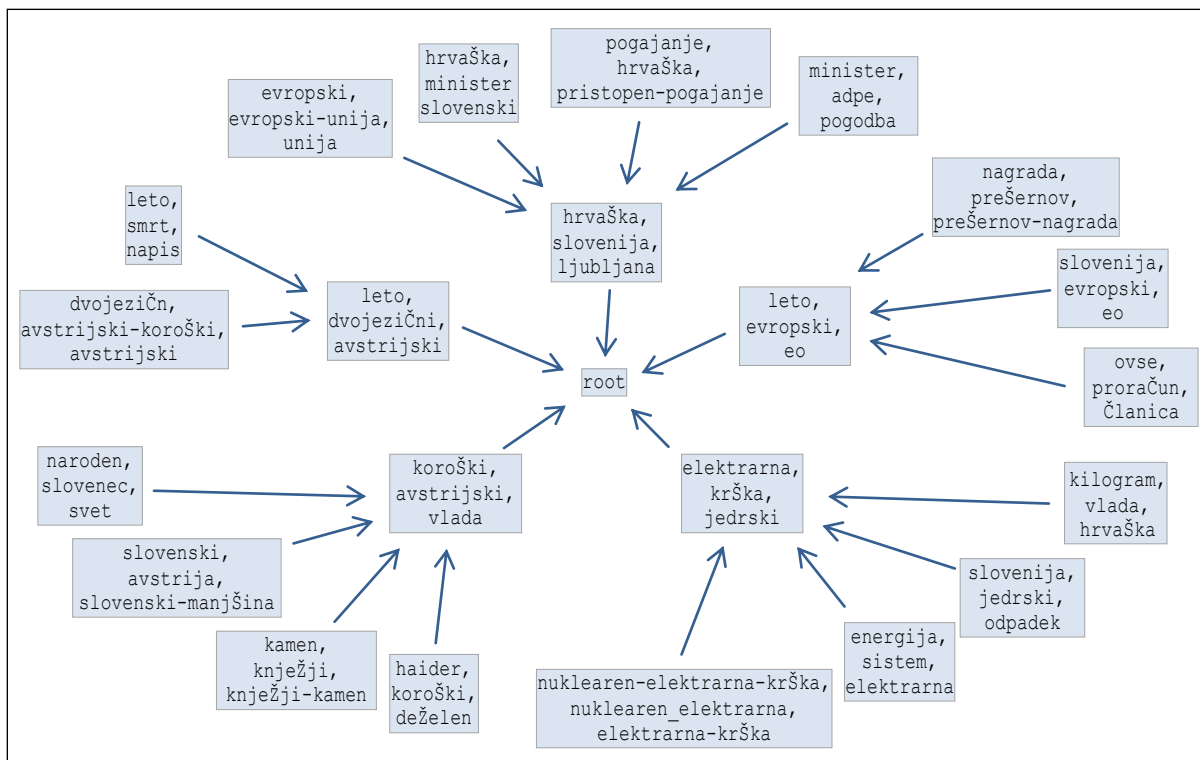 pogajanje,
hrvaŠka,
pristopen-pogajanje
hrvaŠka,
minister
slovenski
minister,
adpe,
pogodba
evropski,
evropski-unija,
unija
nagrada,
preŠernov,
preŠernov-nagrada
leto,
smrt,
napis
hrvaŠka,
slovenija,
ljubljana
slovenija,
evropski,
eo
dvojeziČn,
avstrijski-koroŠki,
avstrijski
leto,
dvojeziČni,
avstrijski
leto,
evropski,
eo
ovse,
proraČun,
Članica
root
naroden,
slovenec,
svet
koroŠki,
avstrijski,
vlada
elektrarna,
krŠka,
jedrski
kilogram,
vlada,
hrvaŠka
slovenski,
avstrija,
slovenski-manjŠina
slovenija,
jedrski,
odpadek
kamen,
knjeŽji,
knjeŽji-kamen
haider,
koroŠki,
deŽelen
energija,
sistem,
elektrarna
nuklearen-elektrarna-krŠka,
nuklearen_elektrarna,
elektrarna-krŠka